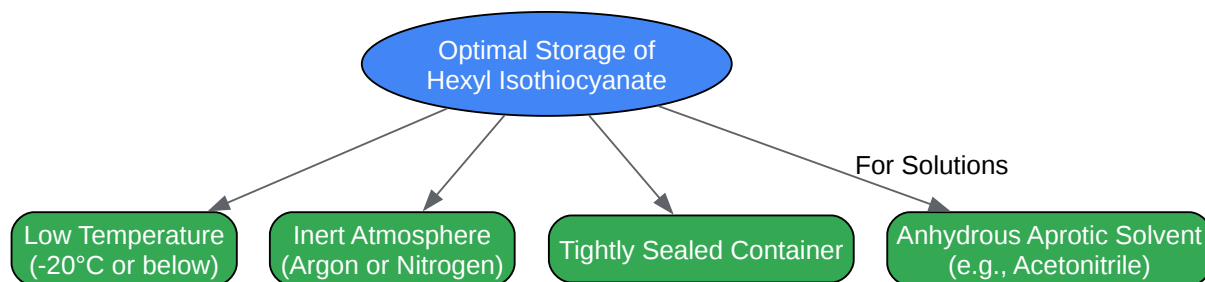 Optimal Storage of
Hexyl Isothiocyanate
For Solutions
Low Temperature
(-20°C or below)
Inert Atmosphere
(Argon or Nitrogen)
Tightly Sealed Container
Anhydrous Aprotic Solvent
(e.g., Acetonitrile)